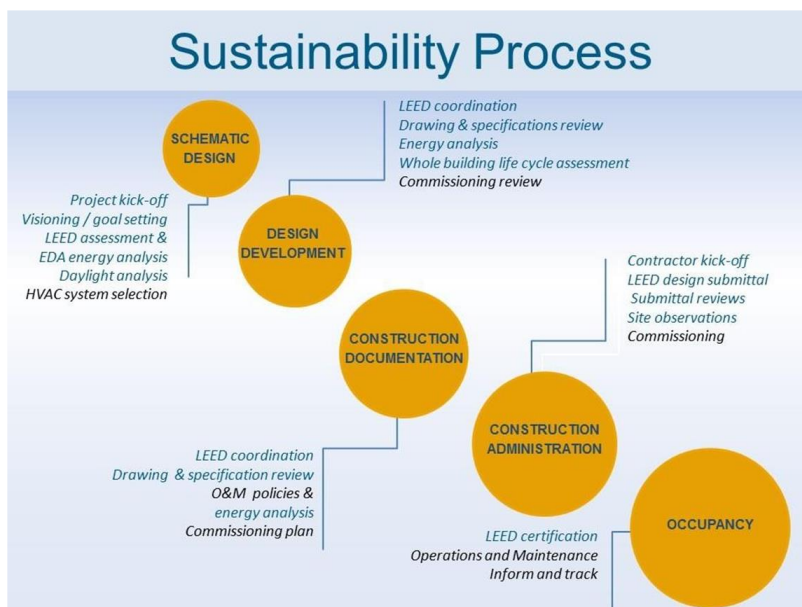 Sustainability Process
SCHEMATIC
DESIGN
Project kick-off
Visioning / goal setting
LEED assessment &
EDA energy analysis
Daylight analysis
HVAC system selection
LEED coordination
Drawing & specifications review
Energy analysis
Whole building life cycle assessment
Commissioning review
DESIGN
DEVELOPMENT
CONSTRUCTION
DOCUMENTATION
LEED coordination
Drawing & specification review
O&M policies &
energy analysis
Commissioning plan
Contractor kick-off
LEED design submittal
Submittal reviews
Site observations
Commissioning
CONSTRUCTION
ADMINISTRATION
LEED certification
Operations and Maintenance
Inform and track
OCCUPANCY